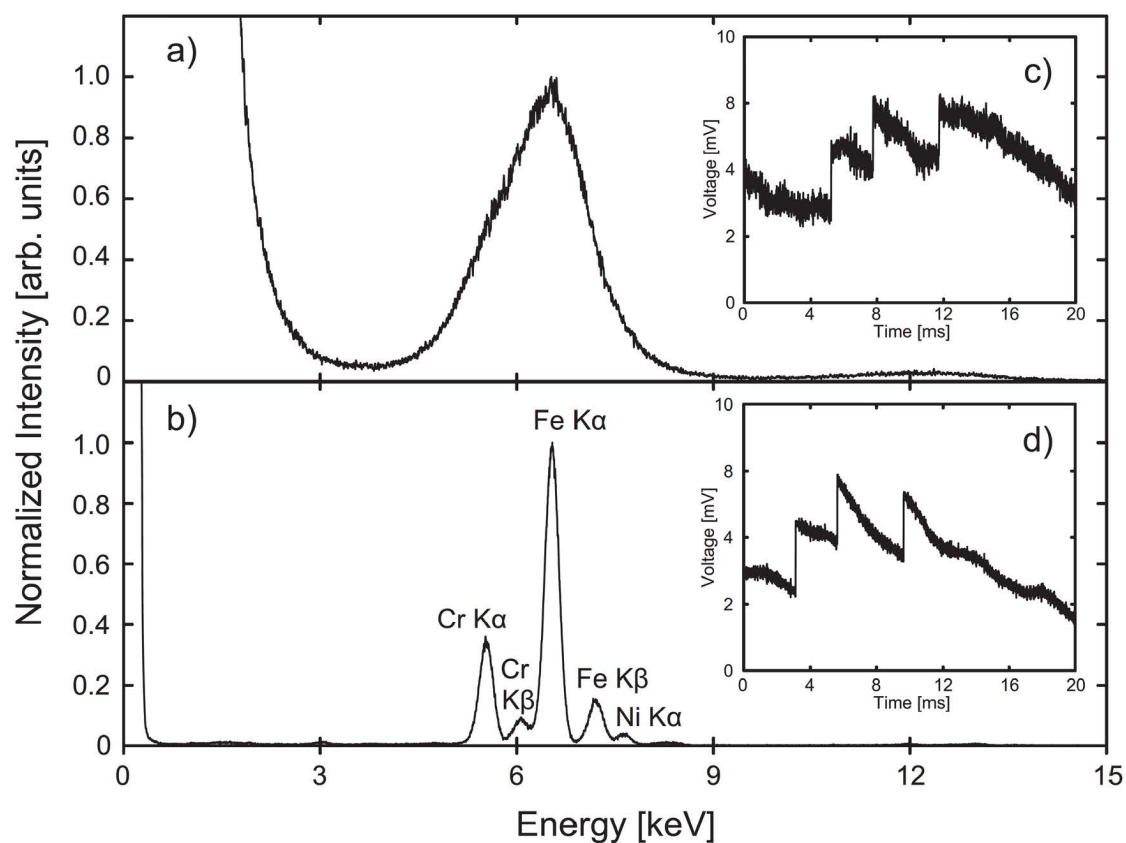 a)
1.0
0.8
0.6
0.4
0.2
0
Normalized Intensity [arb. units]
c)
10
8
4
2
0
Voltage [mV]
0 4 8 12 16 20
Time [ms]
b)
1.0
0.8
0.6
0.4
0.2
0
Fe Kα
Cr Kα
Cr
Kβ
Fe Kβ
Ni Kα
d)
10
8
4
2
0
Voltage [mV]
0 4 8 12 16 20
Time [ms]
0 3 6 9 12 15
Energy [keV]